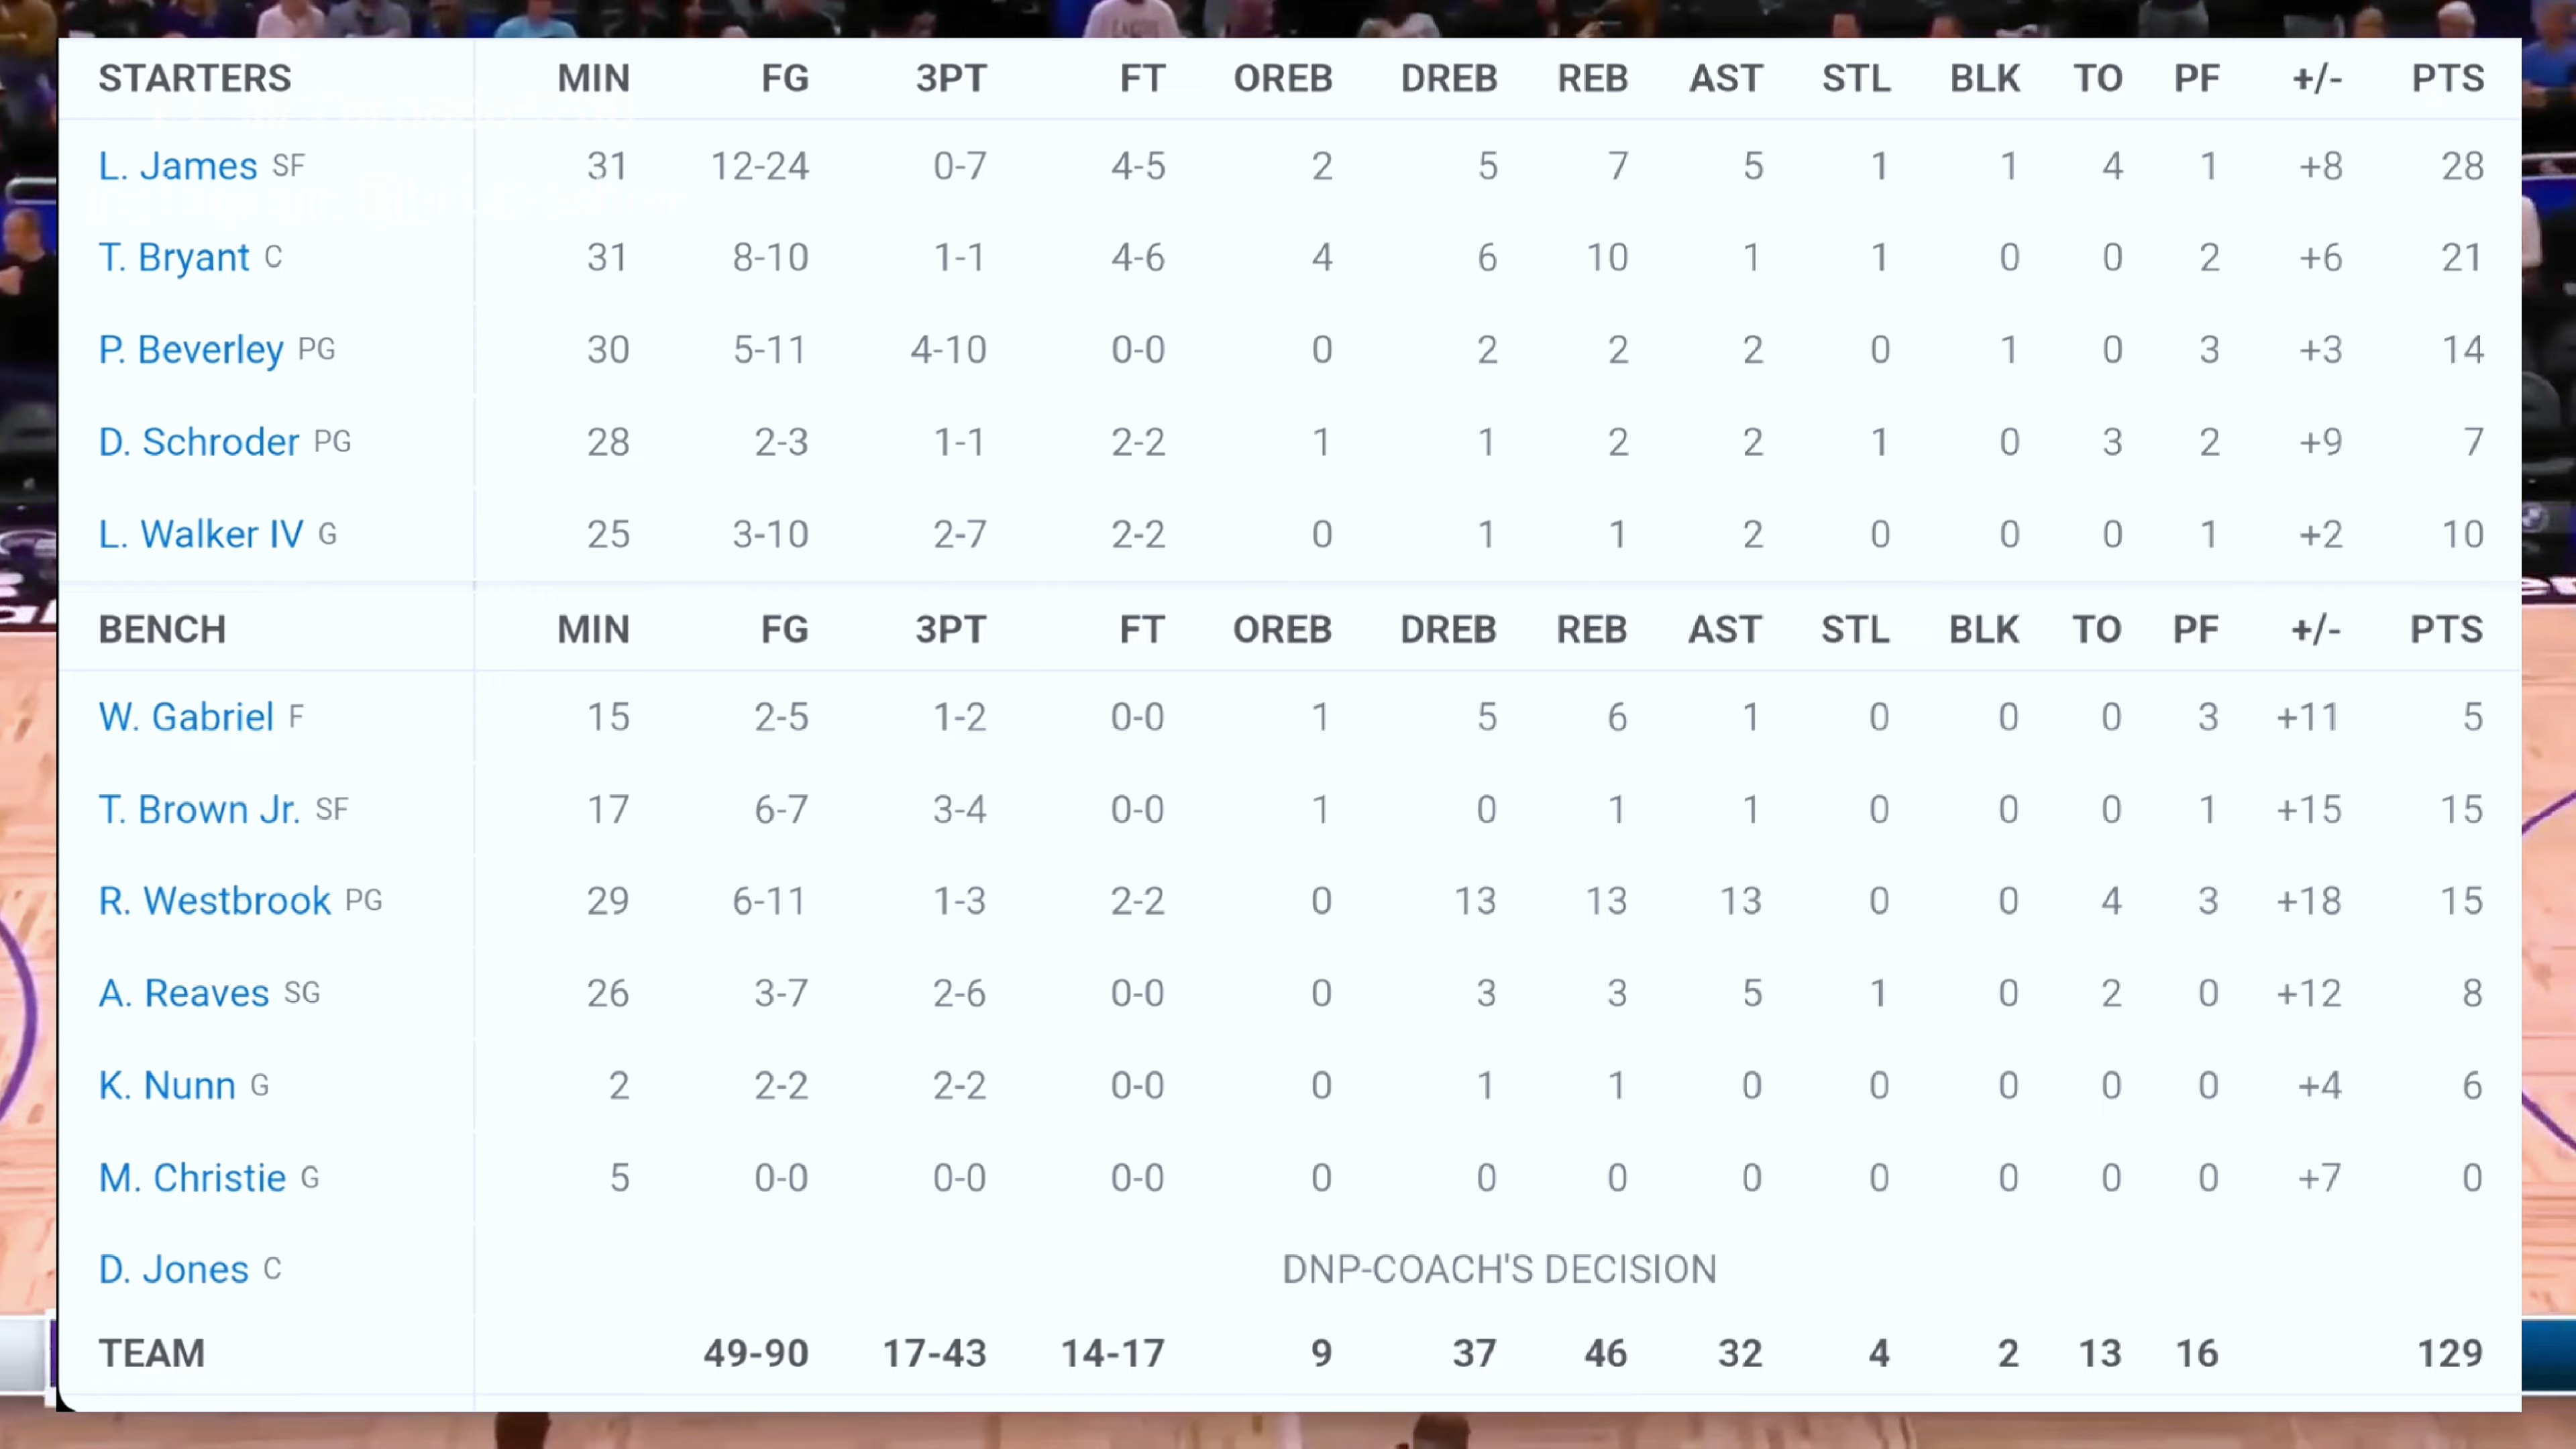 STARTERS MIN FG 3PT FT OREB DREB REB AST STL BLK TO PF +/- PTS
L. James SF 31 12-24 0-7 4-5 2 5 7 5 1 1 4 1 +8 28
T. Bryant C 31 8-10 1-1 4-6 4 6 10 1 1 0 0 2 +6 21
P. Beverley PG 30 5-11 4-10 0-0 0 2 2 2 0 1 0 3 +3 14
D. Schroder PG 28 2-3 1-1 2-2 1 1 2 2 1 0 3 2 +9 7
L. Walker IV G 25 3-10 2-7 2-2 0 1 1 2 0 0 0 1 +2 10
BENCH MIN FG 3PT FT OREB DREB REB AST STL BLK TO PF +/- PTS
W. Gabriel F 15 2-5 1-2 0-0 1 5 6 1 0 0 0 3 +11 5
T. Brown Jr. SF 17 6-7 3-4 0-0 1 0 1 1 0 0 0 1 +15 15
R. Westbrook PG 29 6-11 1-3 2-2 0 13 13 13 0 0 4 3 +18 15
A. Reaves SG 26 3-7 2-6 0-0 0 3 3 5 1 0 2 0 +12 8
K. Nunn G 2 2-2 2-2 0-0 0 1 1 0 0 0 0 0 +4 6
M. Christie G 5 0-0 0-0 0-0 0 0 0 0 0 0 0 0 +7 0
D. Jones C DNP-COACH'S DECISION
TEAM 49-90 17-43 14-17 9 37 46 32 4 2 13 16 129